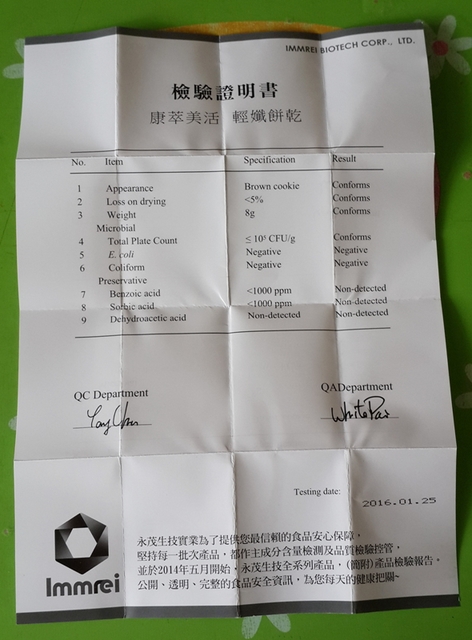 IMMREI BIOTECH CORP., LTD.
檢驗證明書
康萃美活 輕孅餅乾
No. Item Specification Result
1 Appearance Brown cookie Conforms
2 Loss on drying <5% Conforms
3 Weight 8g Conforms
Microbial
4 Total Plate Count ≤ 10⁵ CFU/g Conforms
5 E. coli Negative Negative
6 Coliform Negative Negative
Preservative
7 Benzoic acid <1000 ppm Non-detected
8 Sorbic acid <1000 ppm Non-detected
9 Dehydroacetic acid Non-detected Non-detected
QC Department QADepartment
Testing date: 2016.01.25
永茂生技實業為了提供您最信賴的食品安心保障，
堅持每一批次產品，都作主成分含量檢測及品質檢驗控管，
並於2014年五月開始，永茂生技全系列產品，(簡附)產品檢驗報告。
公開、透明、完整的食品安全資訊，為您每天的健康把關~
Immrei